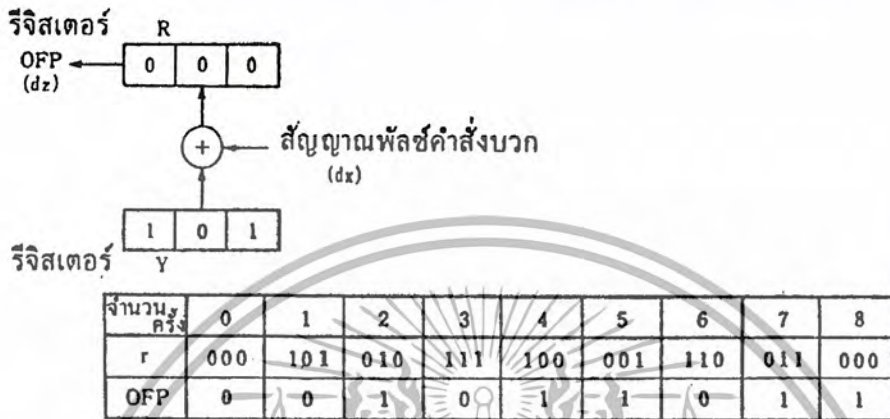 รีจิสเตอร์ R
OFP 0 0 0
(dz)
+ สัญญาณพัลซ์คำสั่งบวก
(dx)
1 0 1
รีจิสเตอร์ Y
จำนวนครั้ง 0 1 2 3 4 5 6 7 8
r 000 101 010 111 100 001 110 011 000
OFP 0 0 1 0 1 1 0 1 1